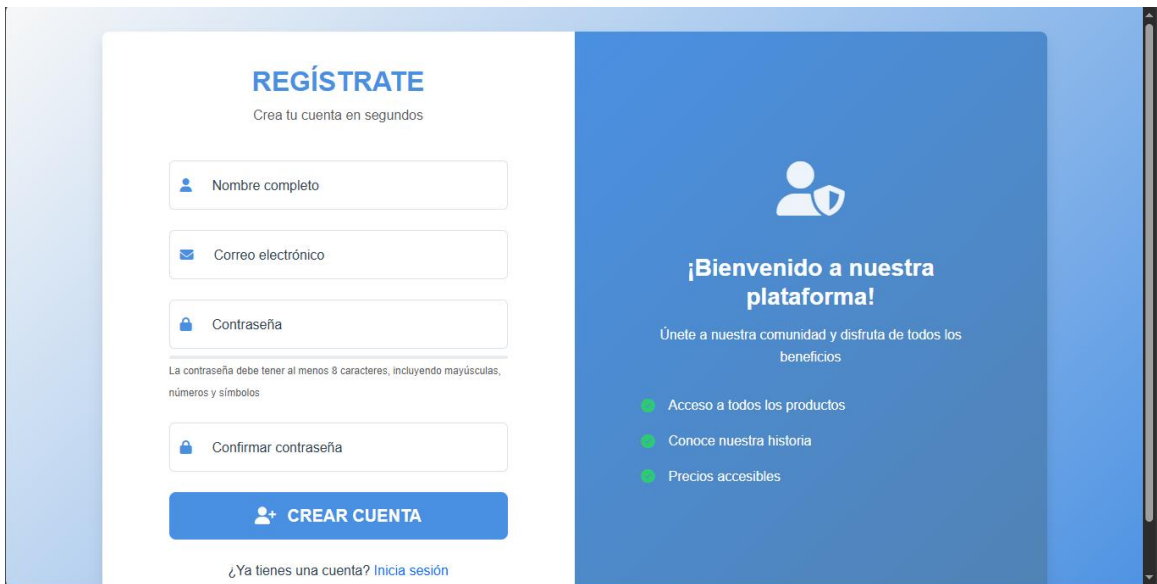 REGÍSTRATE
Crea tu cuenta en segundos
Nombre completo
Correo electrónico
Contraseña
La contraseña debe tener al menos 8 caracteres, incluyendo mayúsculas,
números y símbolos
Confirmar contraseña
CREAR CUENTA
¿Ya tienes una cuenta? Inicia sesión
¡Bienvenido a nuestra
plataforma!
Únete a nuestra comunidad y disfruta de todos los
beneficios
Acceso a todos los productos
Conoce nuestra historia
Precios accesibles